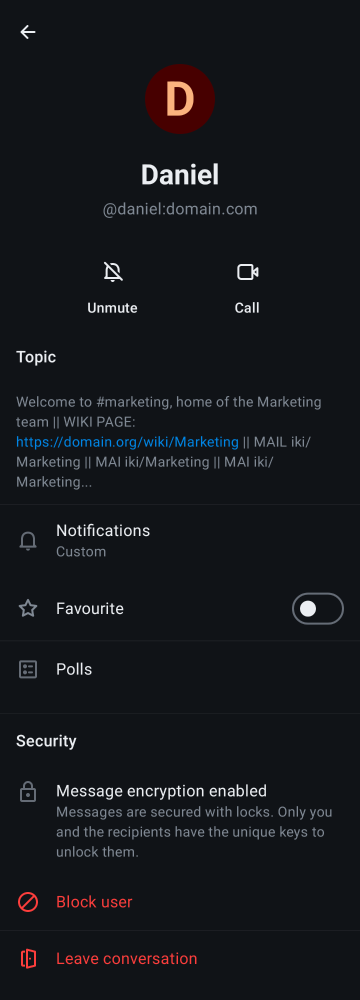 D
Daniel
@daniel:domain.com
Unmute
Call
Topic
Welcome to #marketing, home of the Marketing
team || WIKI PAGE:
https://domain.org/wiki/Marketing || MAIL iki/
Marketing || MAI iki/Marketing || MAI iki/
Marketing...
Notifications
Custom
Favourite
Polls
Security
Message encryption enabled
Messages are secured with locks. Only you
and the recipients have the unique keys to
unlock them.
Block user
Leave conversation